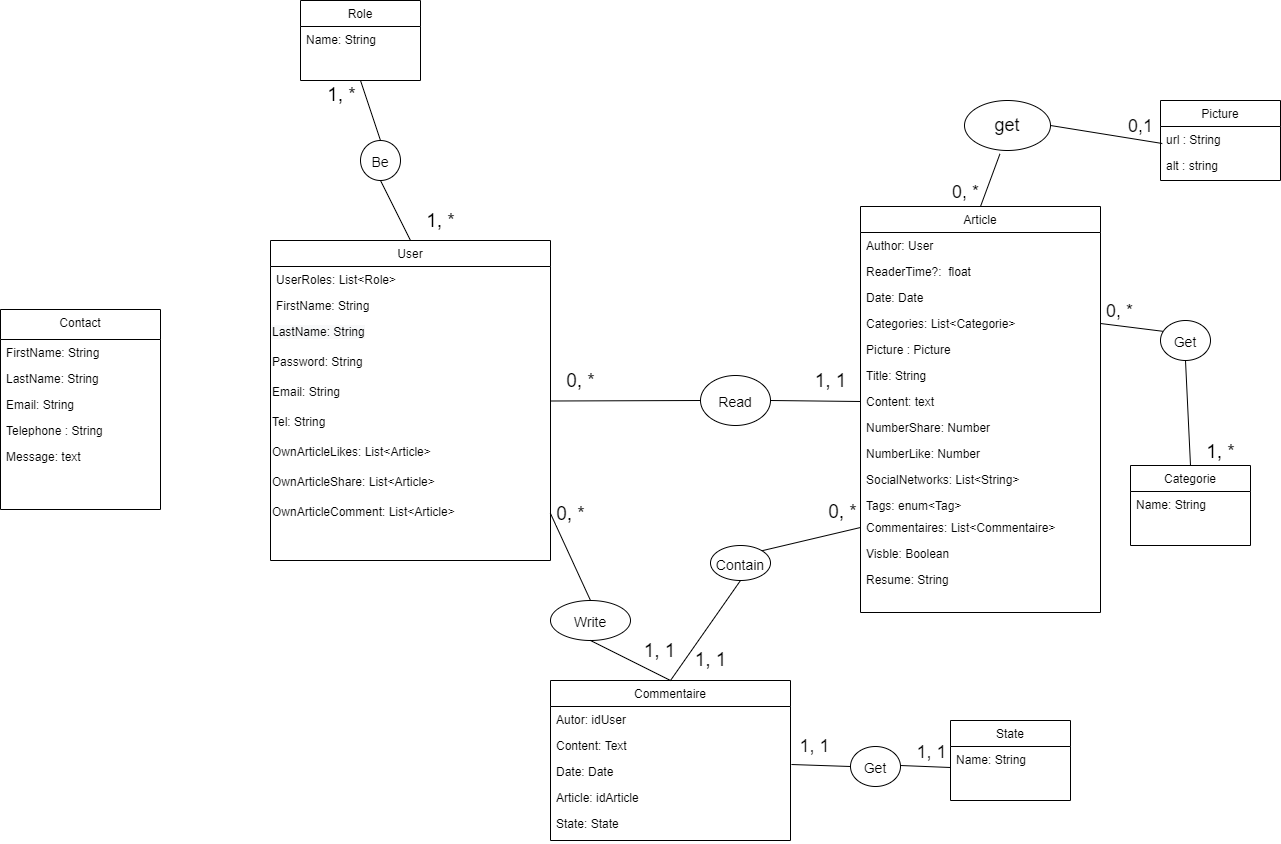 Role
Name: String
1, *
Be
1, *
User
UserRoles: List<Role>
FirstName: String
LastName: String
Password: String
Email: String
Tel: String
OwnArticleLikes: List<Article>
OwnArticleShare: List<Article>
OwnArticleComment: List<Article>
Contact
FirstName: String
LastName: String
Email: String
Telephone : String
Message: text
0, *
Read
1, 1
get
0,1
0, *
Picture
url : String
alt : string
Article
Author: User
ReaderTime?: float
Date: Date
Categories: List<Categorie>
Picture : Picture
Title: String
Content: text
NumberShare: Number
NumberLike: Number
SocialNetworks: List<String>
Tags: enum<Tag>
Commentaires: List<Commentaire>
Visble: Boolean
Resume: String
0, *
Get
1, *
Categorie
Name: String
0, *
Write
1, 1
0, *
Contain
1, 1
Commentaire
Autor: idUser
Content: Text
Date: Date
Article: idArticle
State: State
1, 1
Get
1, 1
State
Name: String